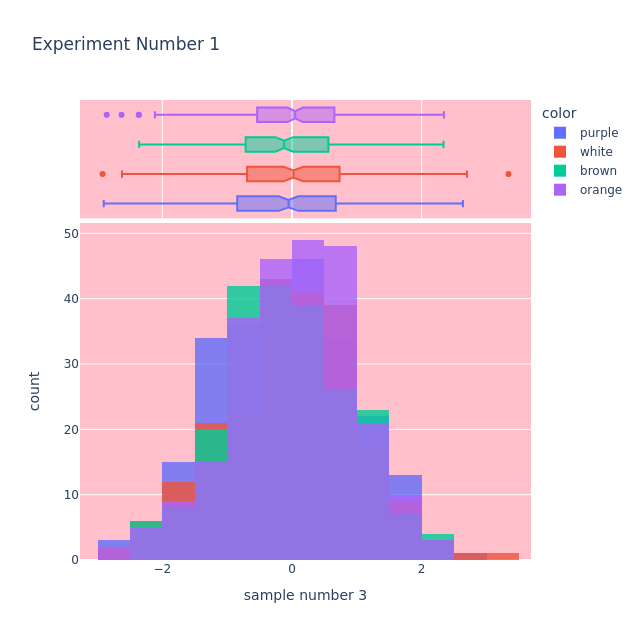 Experiment Number 1
color
purple
white
brown
orange
50
40
30
20
10
0
count
−2
0
2
sample number 3